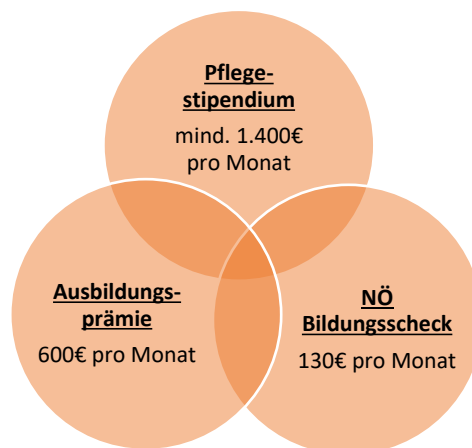 Pflege-
stipendium
mind. 1.400€
pro Monat
Ausbildungs-
prämie
600€ pro Monat
NÖ
Bildungsscheck
130€ pro Monat